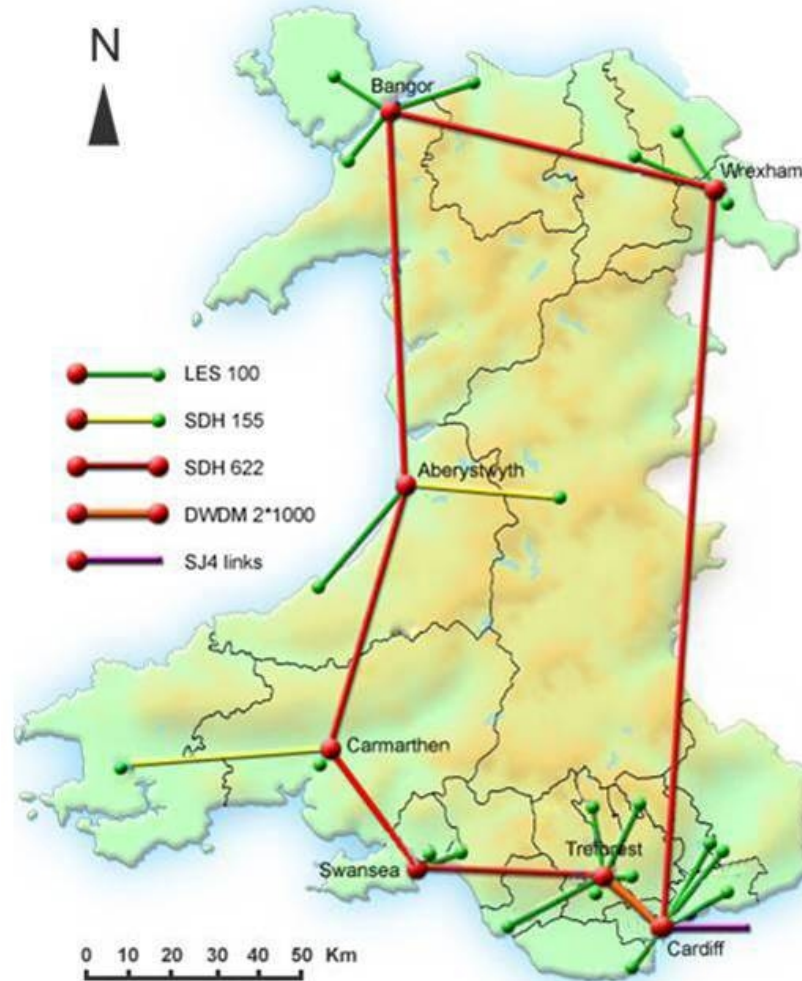 N
Bangor
Wrexham
LES 100
SDH 155
SDH 622
DWDM 2*1000
SJ4 links
Aberystwyth
Carmarthen
Treforest
Swansea
Cardiff
0 10 20 30 40 50 Km